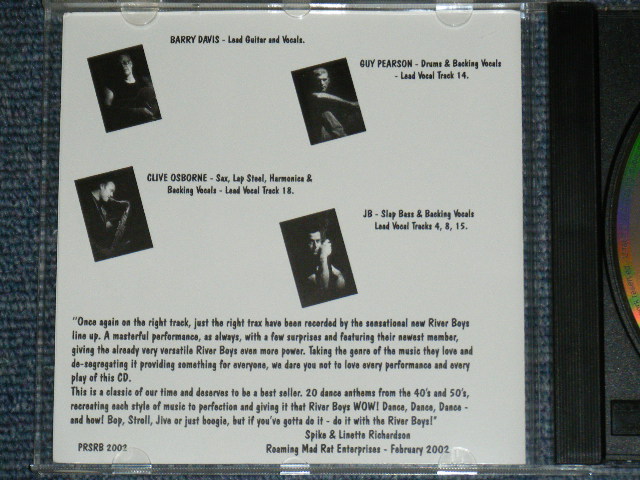 BARRY DAVIS - Lead Guitar and Vocals.
GUY PEARSON - Drums & Backing Vocals
- Lead Vocal Track 14.
CLIVE OSBORNE - Sax, Lap Steel, Harmonica &
Backing Vocals - Lead Vocal Track 18.
JB - Slap Bass & Backing Vocals
Lead Vocal Tracks 4, 8, 15.
"Once again on the right track, just the right trax have been recorded by the sensational new River Boys
line up. A masterful performance, as always, with a few surprises and featuring their newest member,
giving the already very versatile River Boys even more power. Taking the genre of the music they love and
de-segregating it providing something for everyone, we dare you not to love every performance and every
play of this CD.
This is a classic of our time and deserves to be a best seller. 20 dance anthems from the 40's and 50's,
recreating each style of music to perfection and giving it that River Boys WOW! Dance, Dance, Dance -
and how! Bop, Stroll, Jive or just boogie, but if you've gotta do it - do it with the River Boys!"
Spike & Linette Richardson
PRSRB 2002 Roaming Mad Rat Enterprises - February 2002